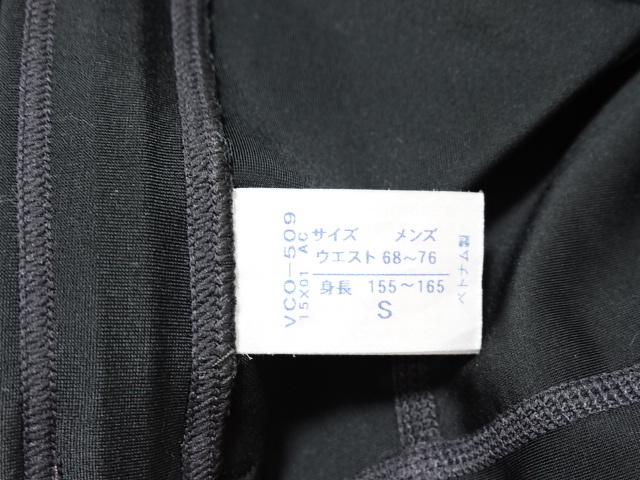 VCO-509
15X01 AC
サイズ メンズ
ウエスト 68~76
身長 155~165
S
ベトナム製